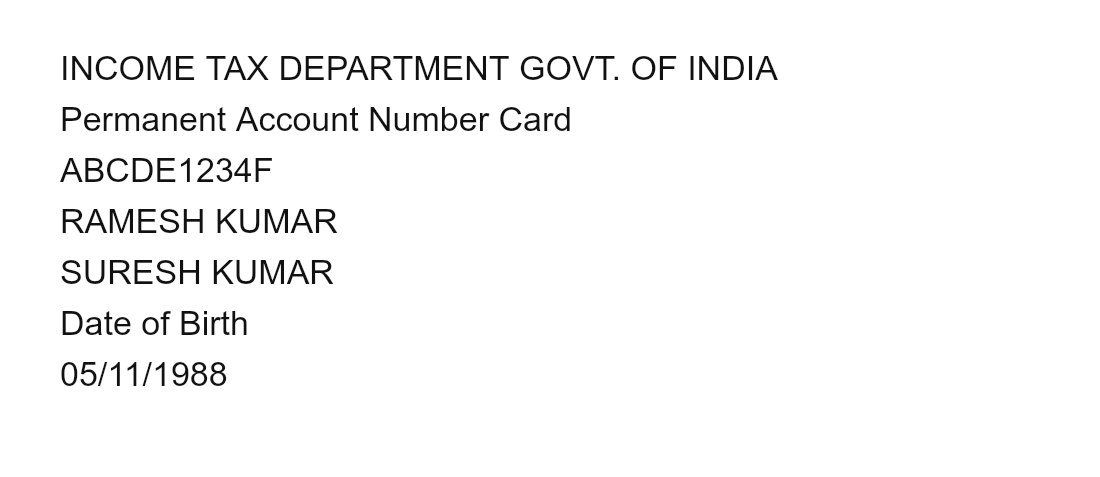 INCOME TAX DEPARTMENT GOVT. OF INDIA
Permanent Account Number Card
ABCDE1234F
RAMESH KUMAR
SURESH KUMAR
Date of Birth
05/11/1988